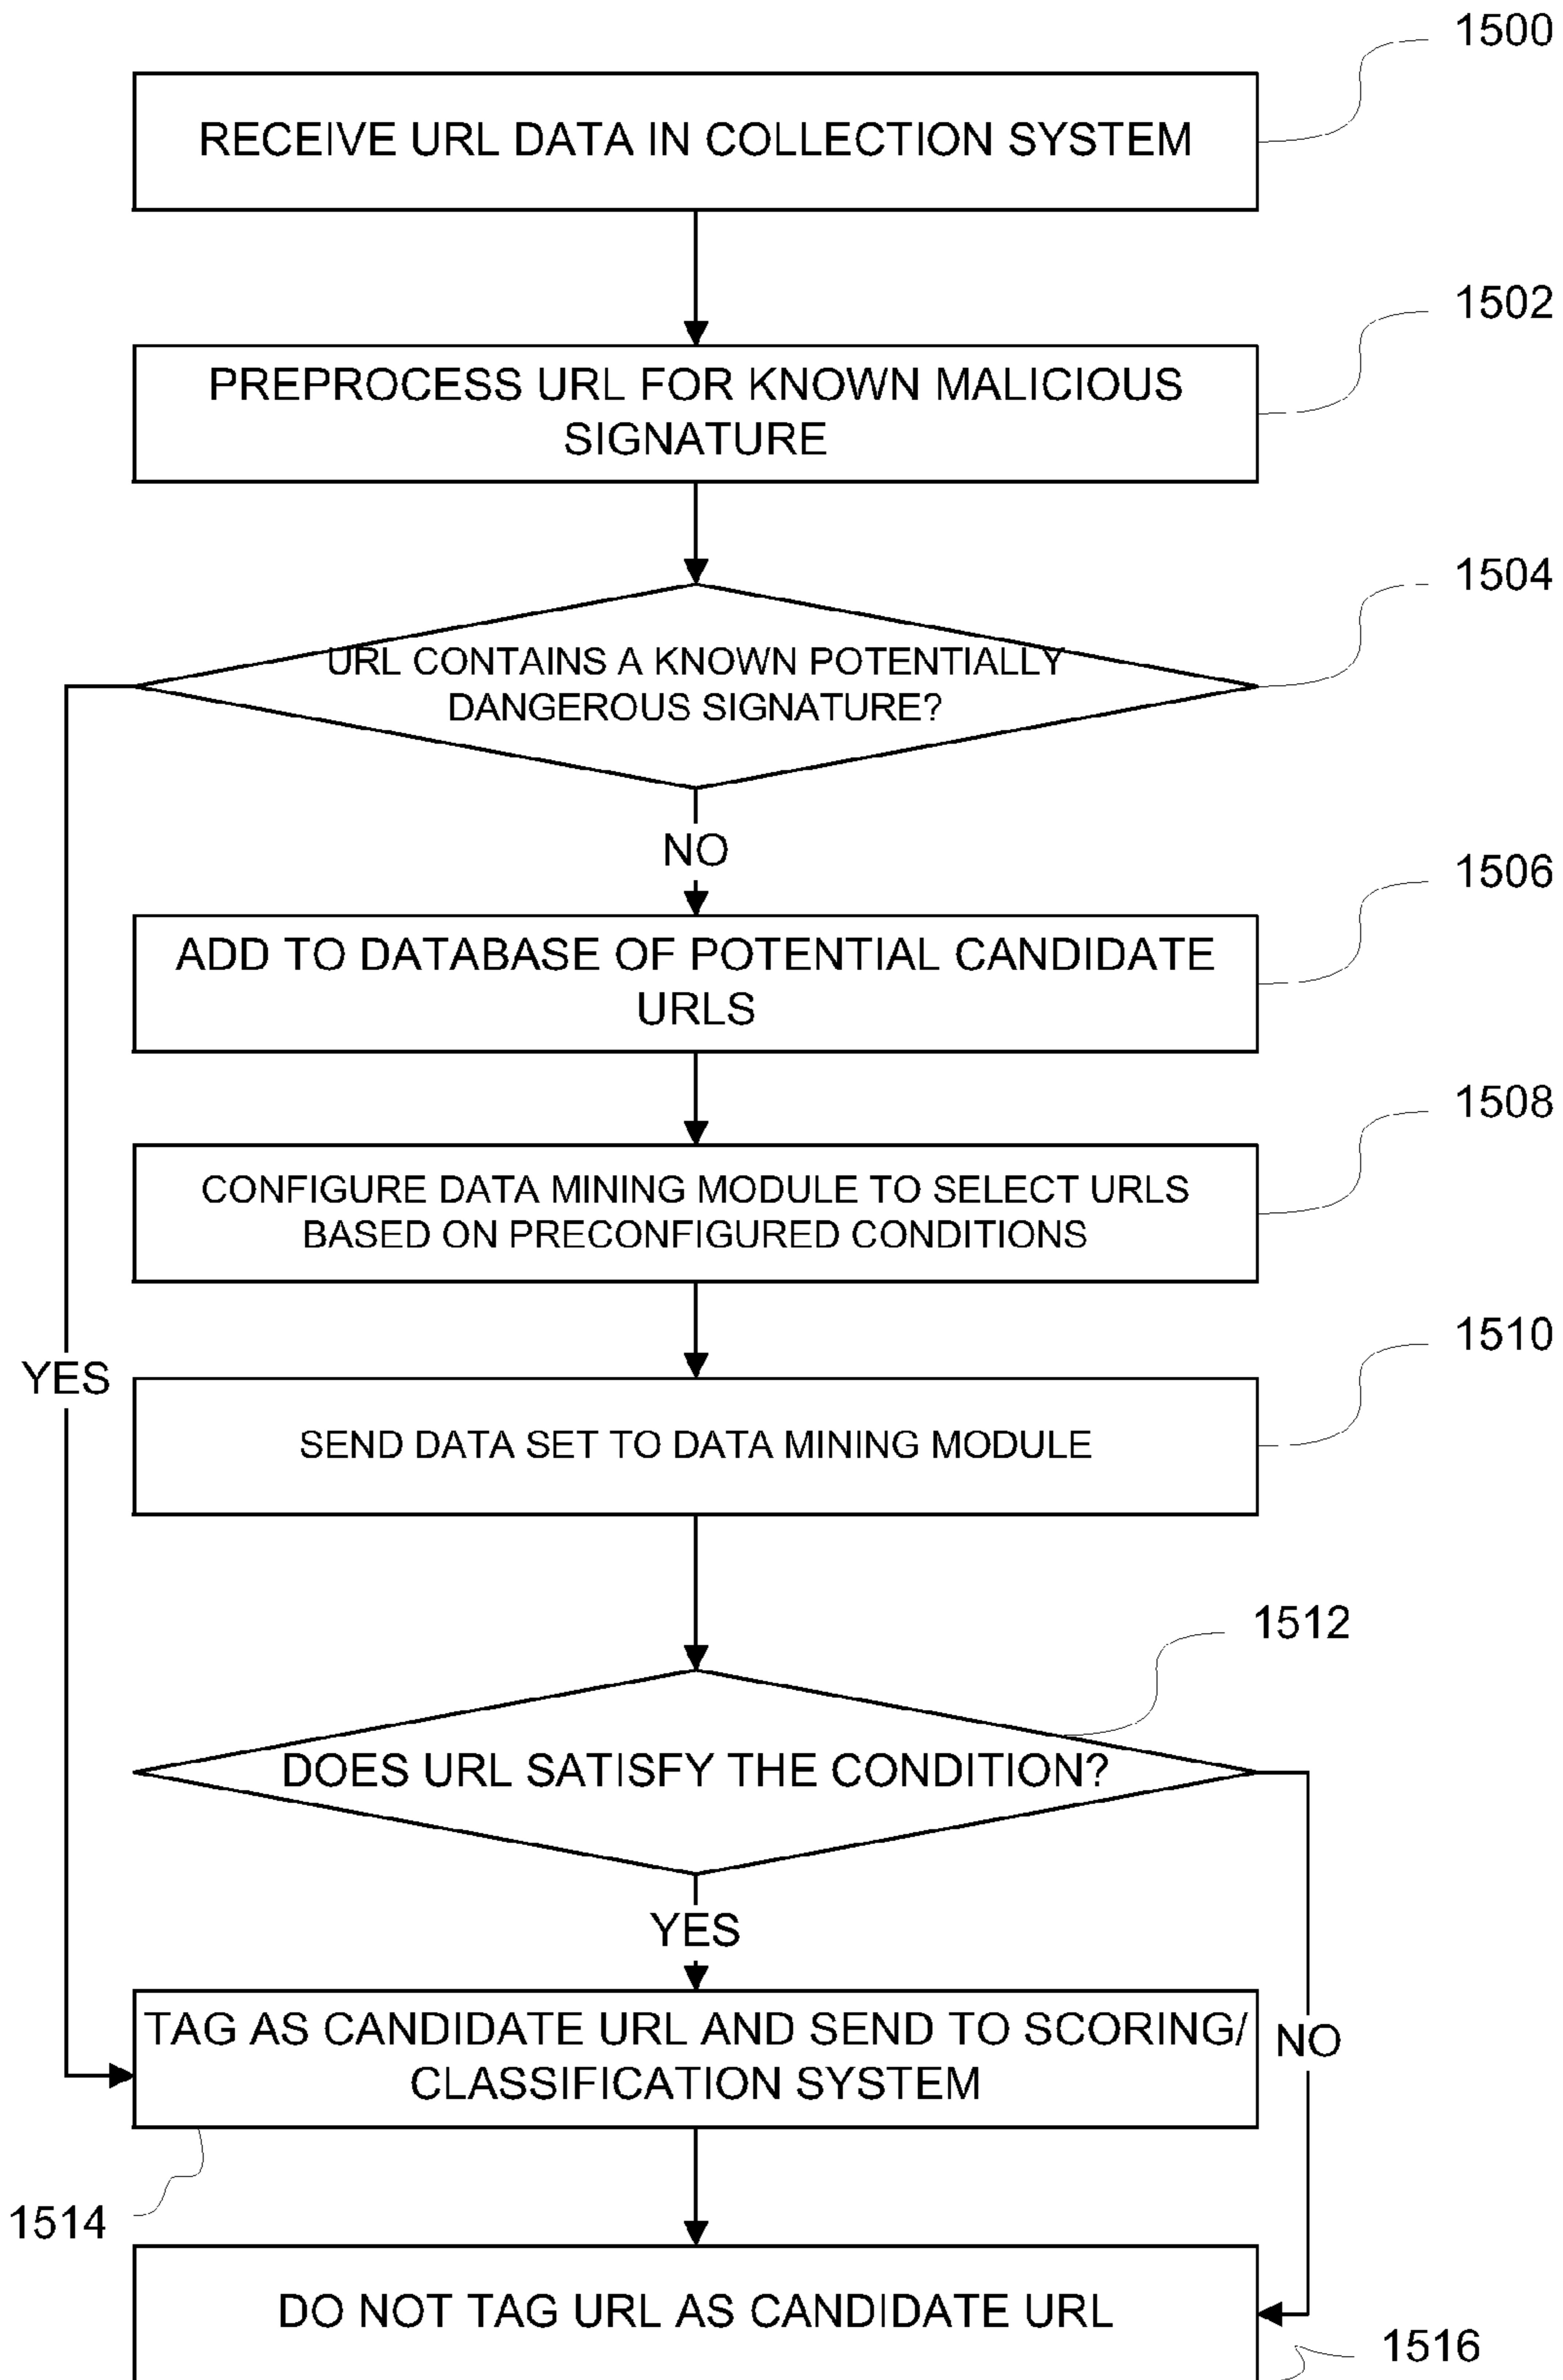 1500
RECEIVE URL DATA IN COLLECTION SYSTEM
1502
PREPROCESS URL FOR KNOWN MALICIOUS
SIGNATURE
1504
URL CONTAINS A KNOWN POTENTIALLY
DANGEROUS SIGNATURE?
NO
1506
ADD TO DATABASE OF POTENTIAL CANDIDATE
URLS
1508
CONFIGURE DATA MINING MODULE TO SELECT URLS
BASED ON PRECONFIGURED CONDITIONS
1510
YES
SEND DATA SET TO DATA MINING MODULE
1512
DOES URL SATISFY THE CONDITION?
YES
TAG AS CANDIDATE URL AND SEND TO SCORING/
CLASSIFICATION SYSTEM
NO
1514
DO NOT TAG URL AS CANDIDATE URL
1516